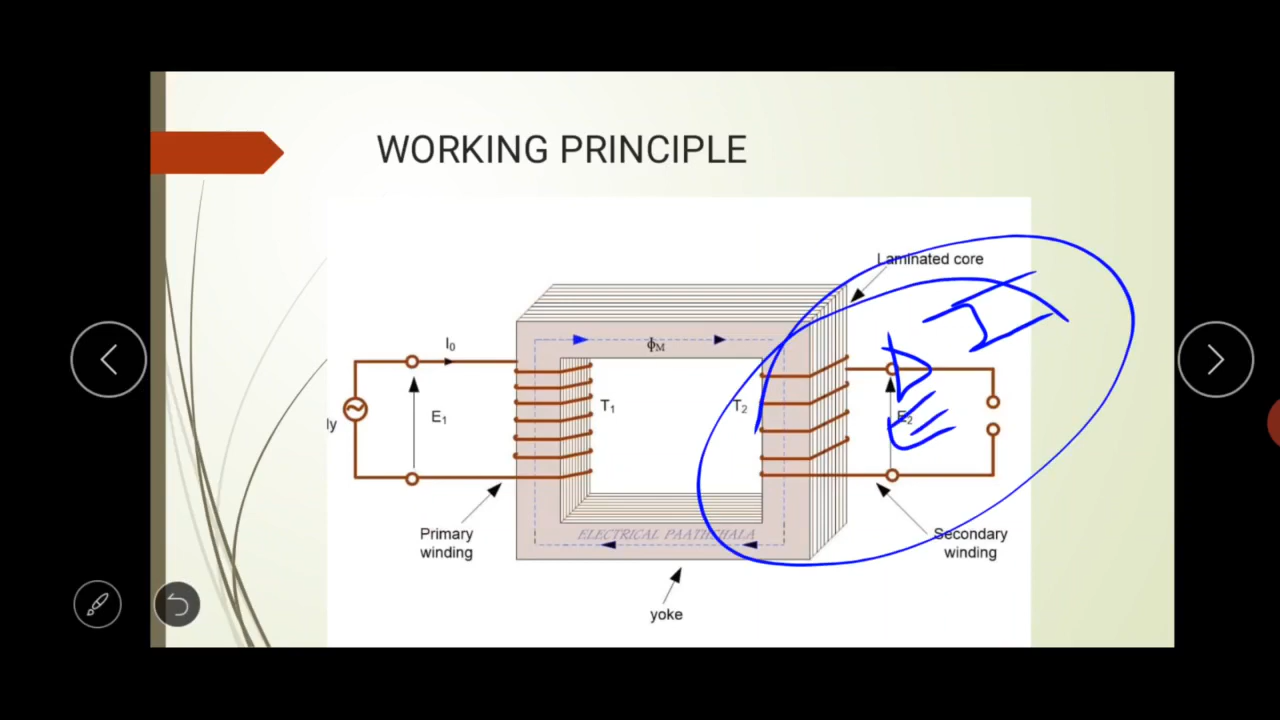 WORKING PRINCIPLE
Laminated core
I₀
ϕM
E₁
T₁
T₂
E₂
ly
ELECTRICAL PAATHSHALA
Primary
winding
Secondary
winding
yoke